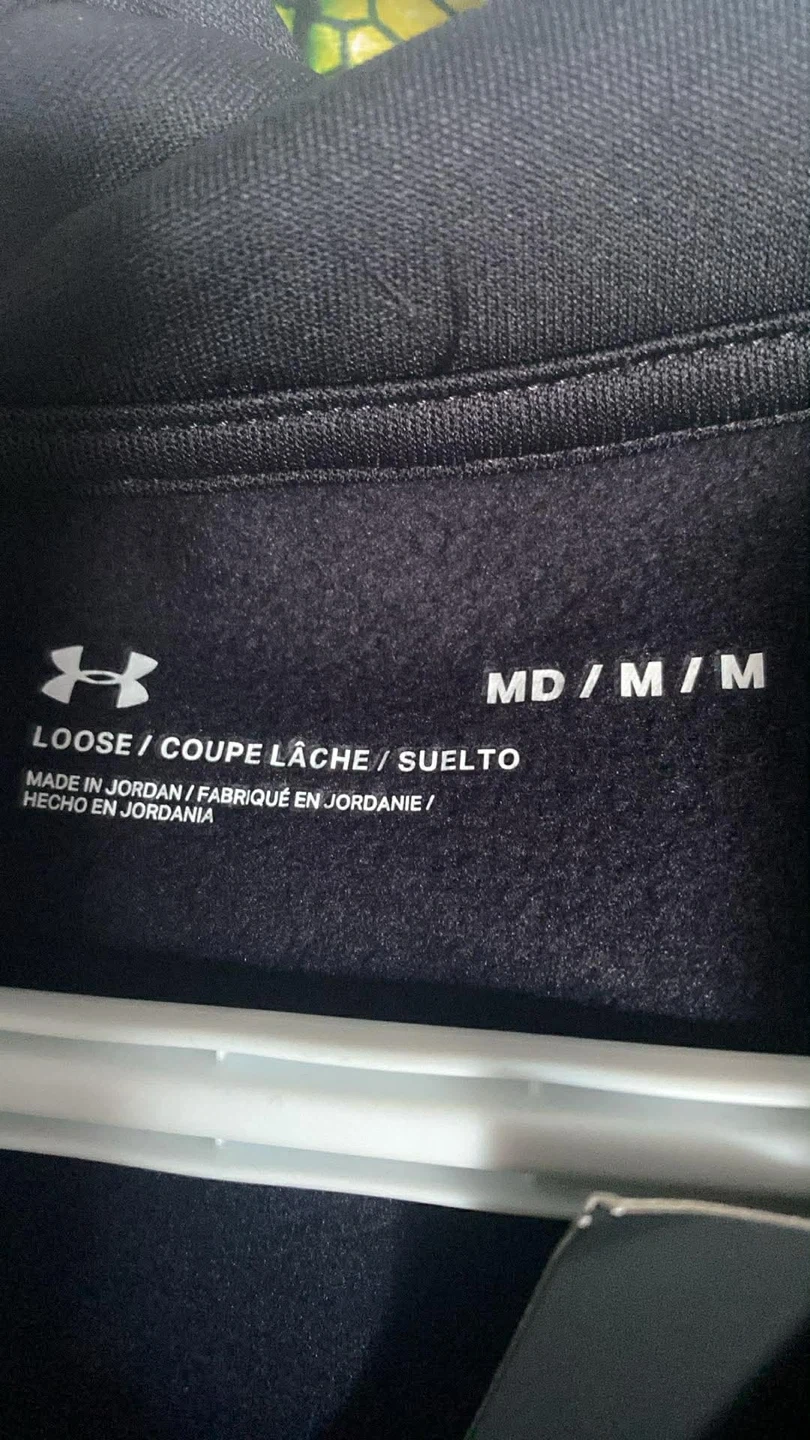 MD / M / M
LOOSE / COUPE LÂCHE / SUELTO
MADE IN JORDAN / FABRIQUÉ EN JORDANIE /
HECHO EN JORDANIA